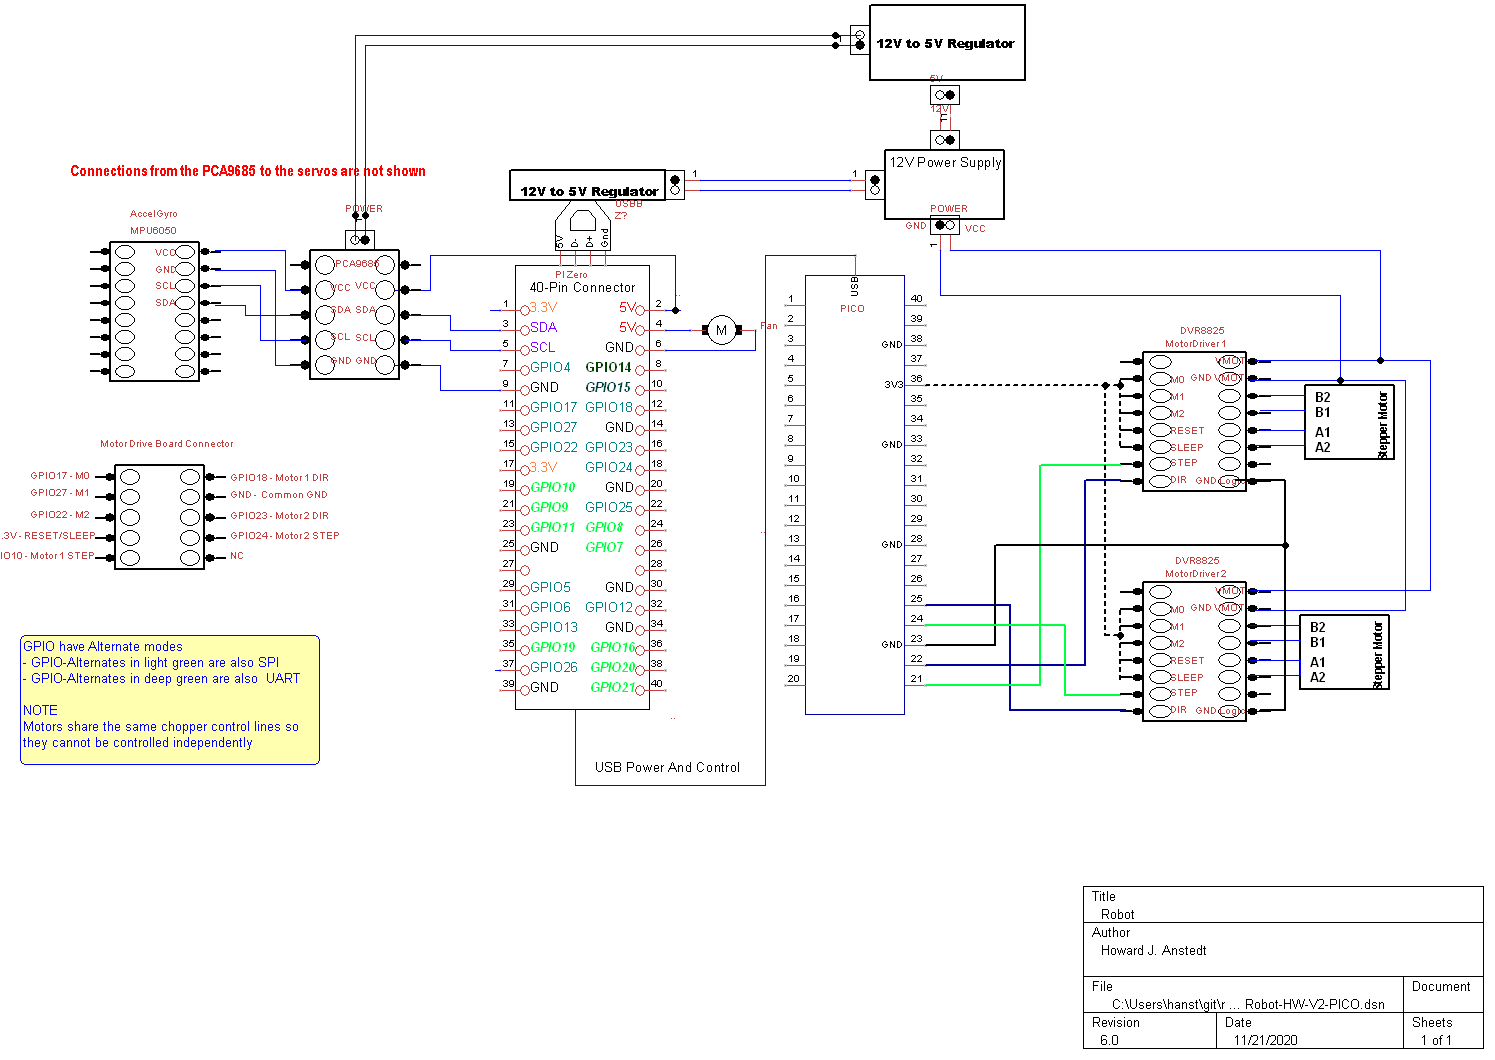 12V to 5V Regulator
5V
12V
Connections from the PCA9685 to the servos are not shown
12V Power Supply
POWER
GND
VCC
1
12V to 5V Regulator
1
1
USBB
Z?
5V
D-
D+
Gnd
AccelGyro
MPU6050
VCC
GND
SCL
SDA
POWER
PCA9685
VCC VCC
SDA SDA
SCL SCL
GND GND
PI Zero
40-Pin Connector
1 3.3V 5V 2
3 SDA 5V 4
5 SCL GND 6
7 GPIO4 GPIO14 8
9 GND GPIO15 10
11 GPIO17 GPIO18 12
13 GPIO27 GND 14
15 GPIO22 GPIO23 16
17 3.3V GPIO24 18
19 GPIO10 GND 20
21 GPIO9 GPIO25 22
23 GPIO11 GPIO8 24
25 GND GPIO7 26
27 28
29 GPIO5 GND 30
31 GPIO6 GPIO12 32
33 GPIO13 GND 34
35 GPIO19 GPIO16 36
37 GPIO26 GPIO20 38
39 GND GPIO21 40
M
Fan
USB
PICO
1 40
2 39
3 GND 38
4 37
5 3V3 36
6 35
7 34
8 GND 33
9 32
10 31
11 30
12 29
13 GND 28
14 27
15 26
16 25
17 24
18 GND 23
19 22
20 21
USB Power And Control
DVR8825
MotorDriver1
VMOT
M0 GND VMOT
M1
M2
RESET
SLEEP
STEP
DIR GND Logic
B2
B1
A1
A2
Stepper Motor
DVR8825
MotorDriver2
VMOT
M0 GND VMOT
M1
M2
RESET
SLEEP
STEP
DIR GND Logic
B2
B1
A1
A2
Stepper Motor
Motor Drive Board Connector
GPIO17 - M0 GPIO18 - Motor1 DIR
GPIO27 - M1 GND - Common GND
GPIO22 - M2 GPIO23 - Motor2 DIR
.3V - RESET/SLEEP GPIO24 - Motor2 STEP
IO10 - Motor1 STEP NC
GPIO have Alternate modes
- GPIO-Alternates in light green are also SPI
- GPIO-Alternates in deep green are also UART
NOTE
Motors share the same chopper control lines so
they cannot be controlled independently
Title
Robot
Author
Howard J. Anstedt
File Document
C:\Users\hanst\git\r ... Robot-HW-V2-PICO.dsn
Revision Date Sheets
6.0 11/21/2020 1 of 1